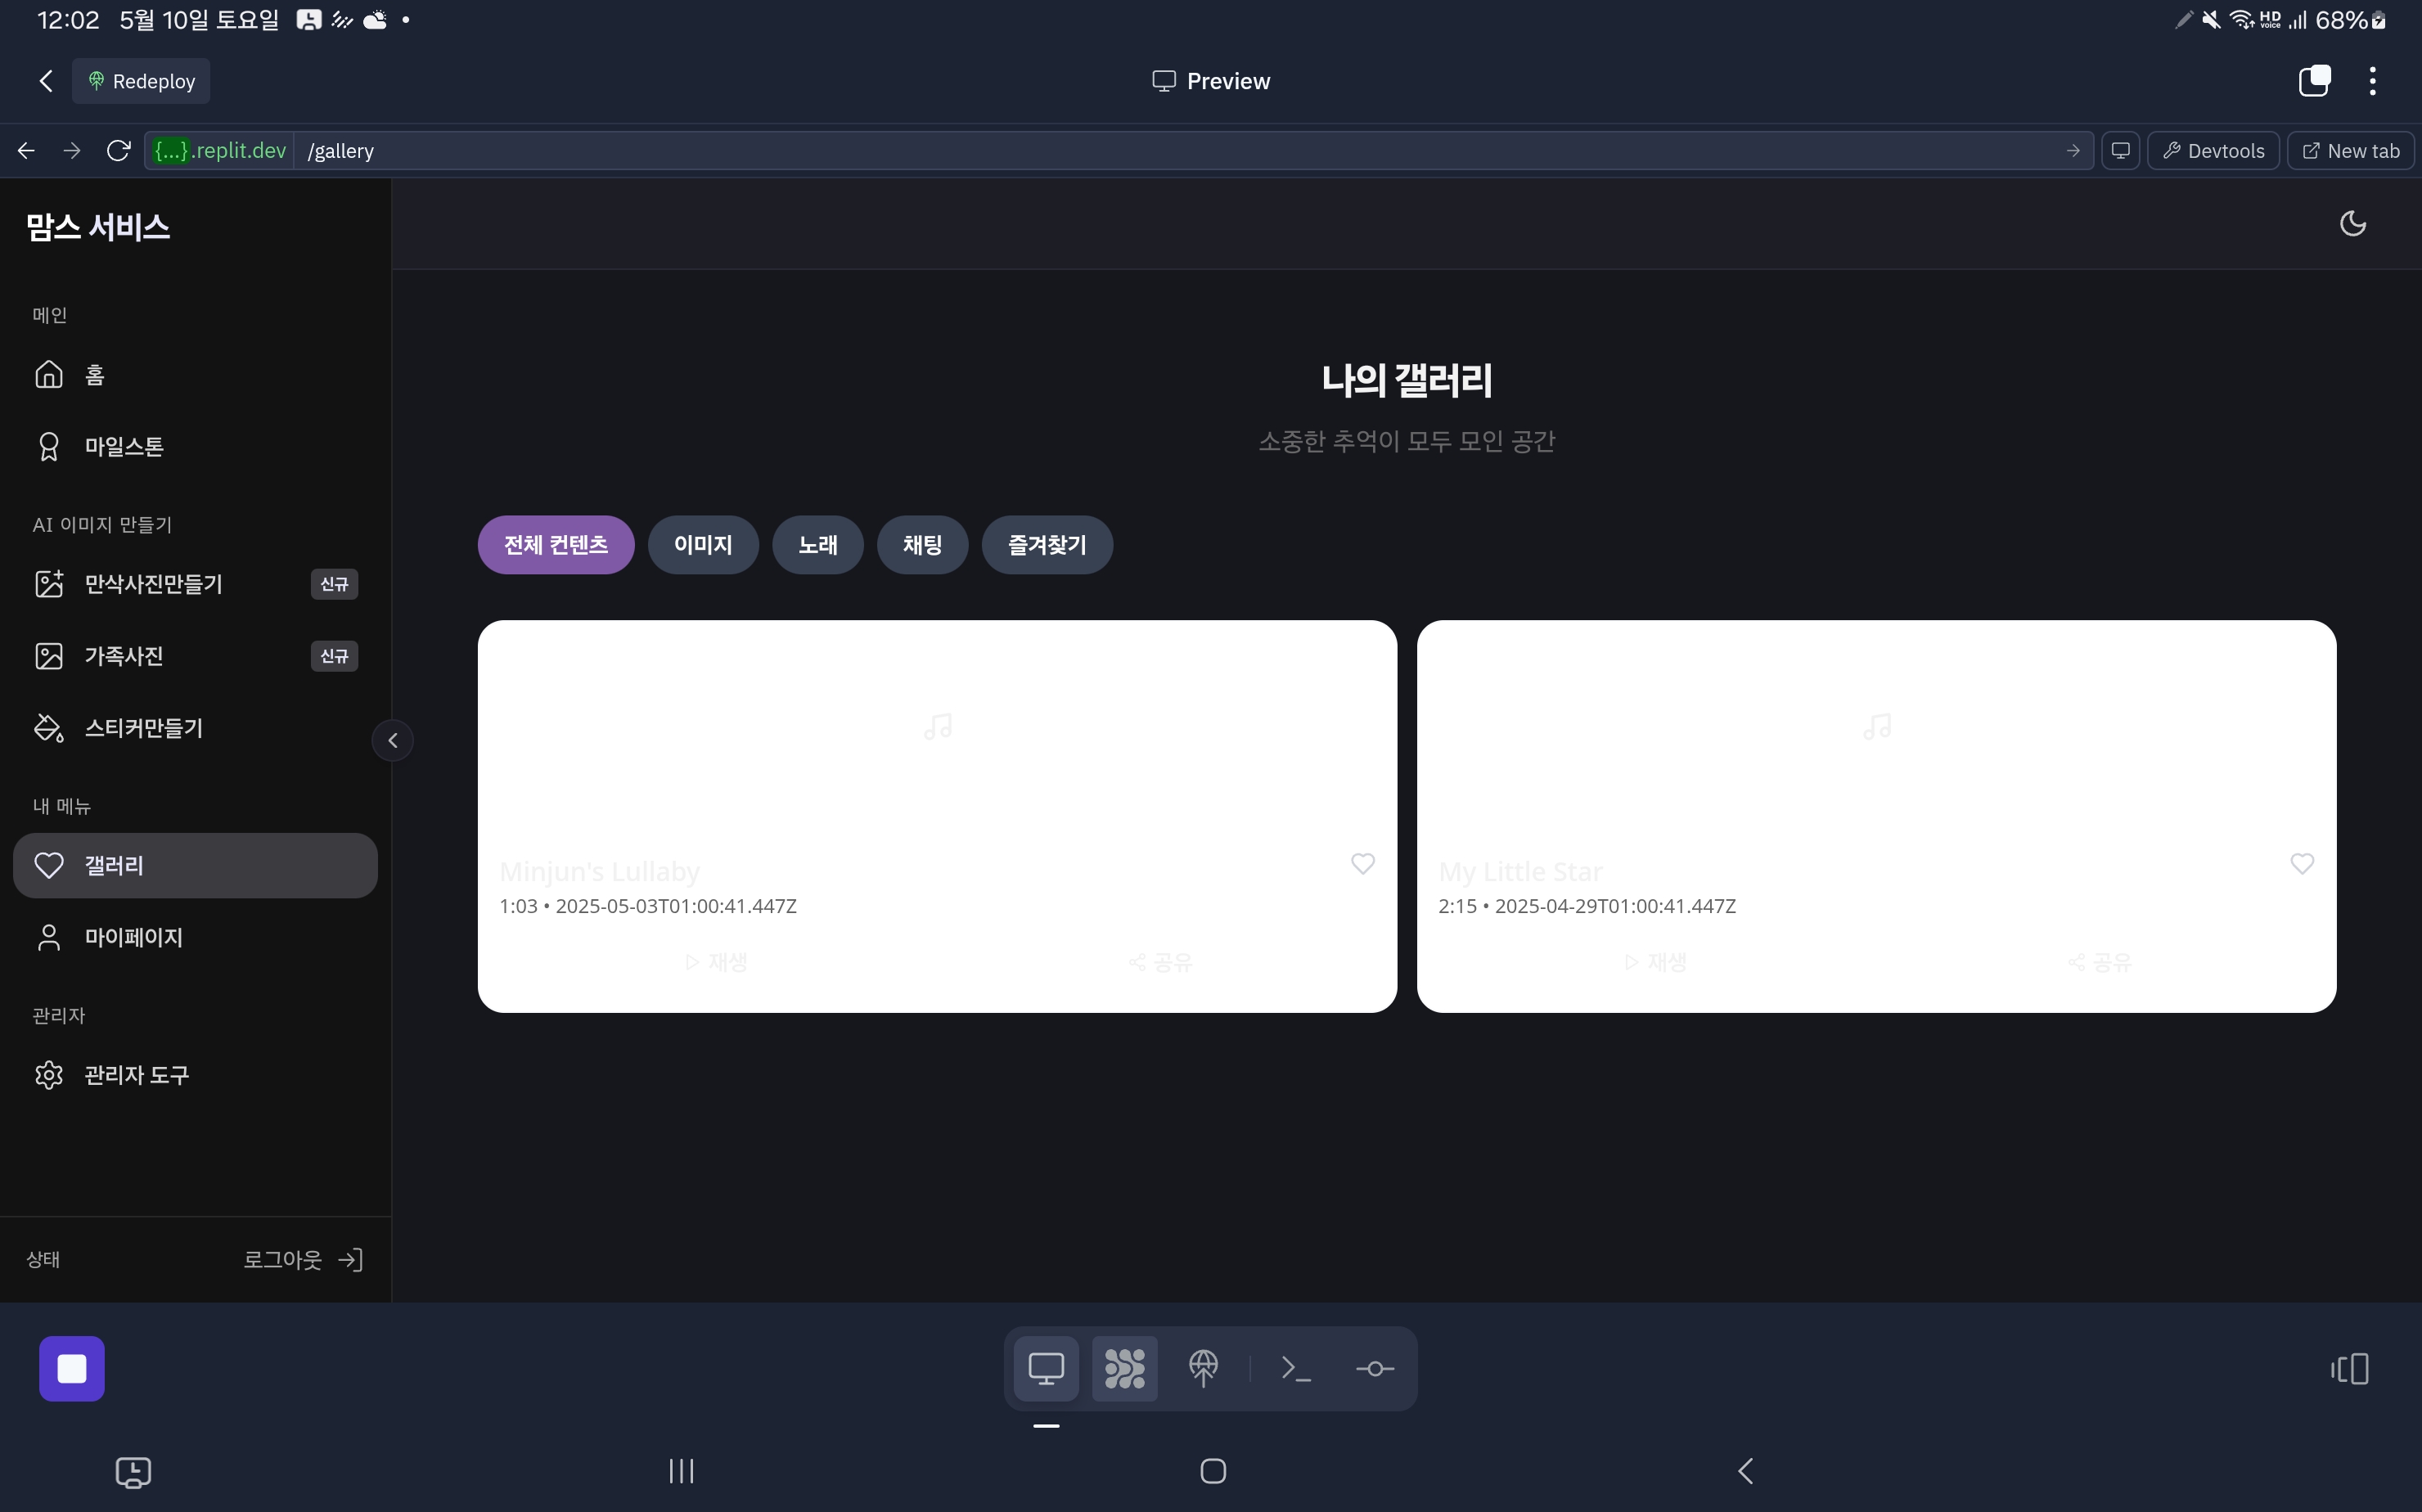 12:02 5월 10일 토요일
HD voice 68%
Redeploy
Preview
{...}.replit.dev /gallery
Devtools
New tab
맘스 서비스
메인
홈
마일스톤
AI 이미지 만들기
만삭사진만들기 신규
가족사진 신규
스티커만들기
내 메뉴
갤러리
마이페이지
관리자
관리자 도구
상태 로그아웃
나의 갤러리
소중한 추억이 모두 모인 공간
전체 컨텐츠 이미지 노래 채팅 즐겨찾기
Minjun's Lullaby
1:03 • 2025-05-03T01:00:41.447Z
재생 공유
My Little Star
2:15 • 2025-04-29T01:00:41.447Z
재생 공유